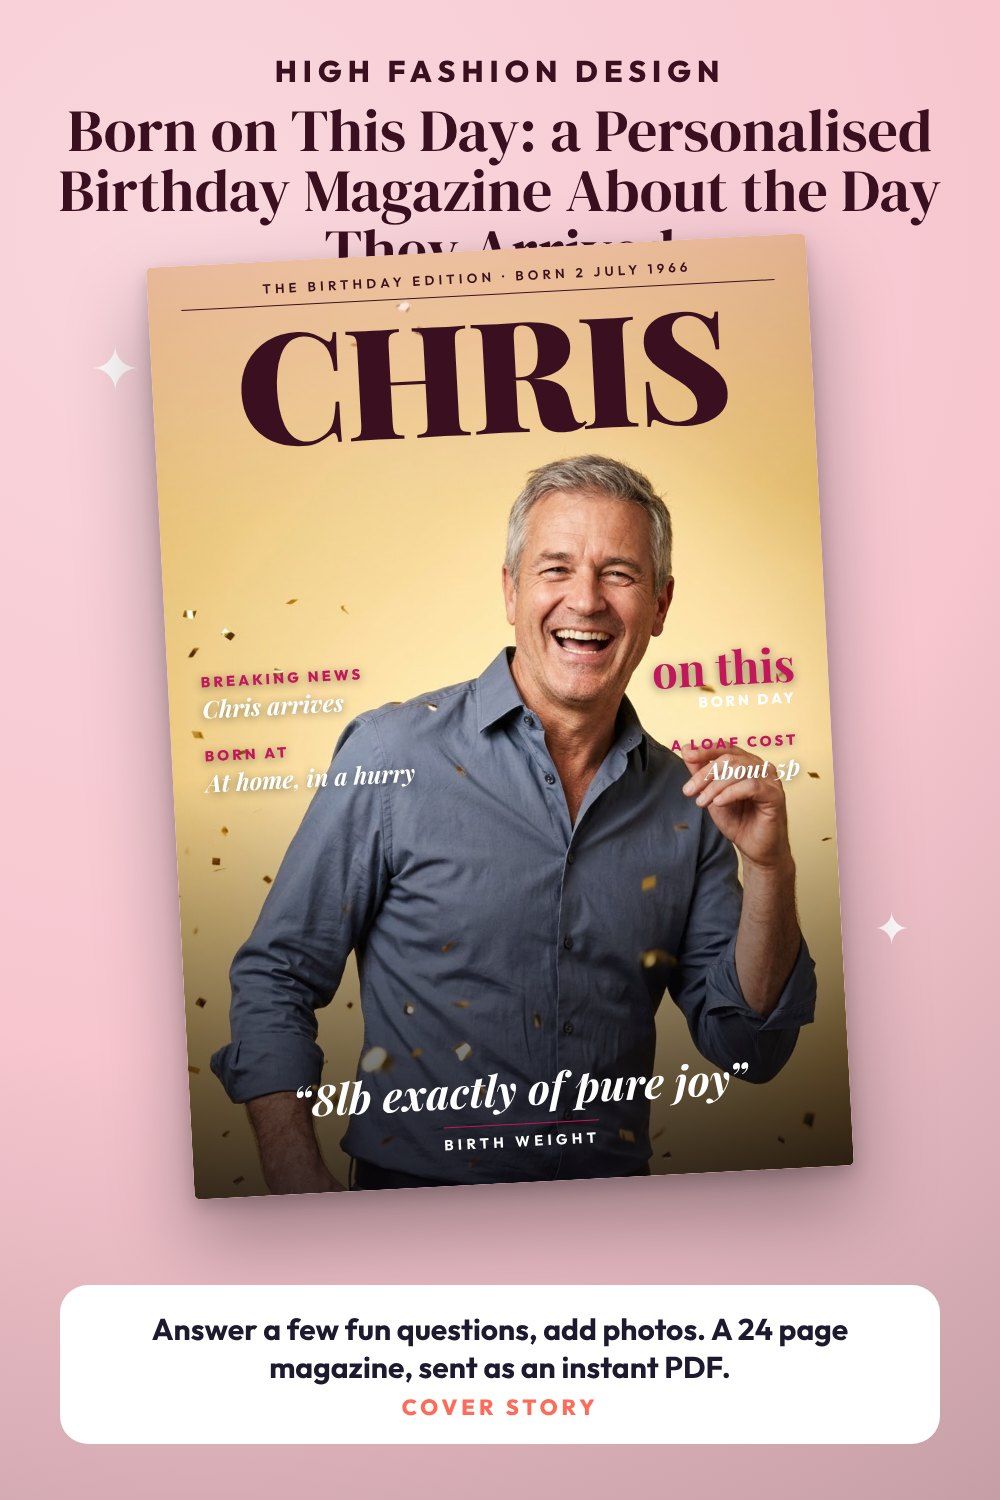 HIGH FASHION DESIGN
Born on This Day: a Personalised
Birthday Magazine About the Day
They Arrived
THE BIRTHDAY EDITION · BORN 2 JULY 1966
CHRIS
BREAKING NEWS
Chris arrives
BORN AT
At home, in a hurry
on this
BORN DAY
A LOAF COST
About 5p
“8lb exactly of pure joy”
BIRTH WEIGHT
Answer a few fun questions, add photos. A 24 page
magazine, sent as an instant PDF.
COVER STORY